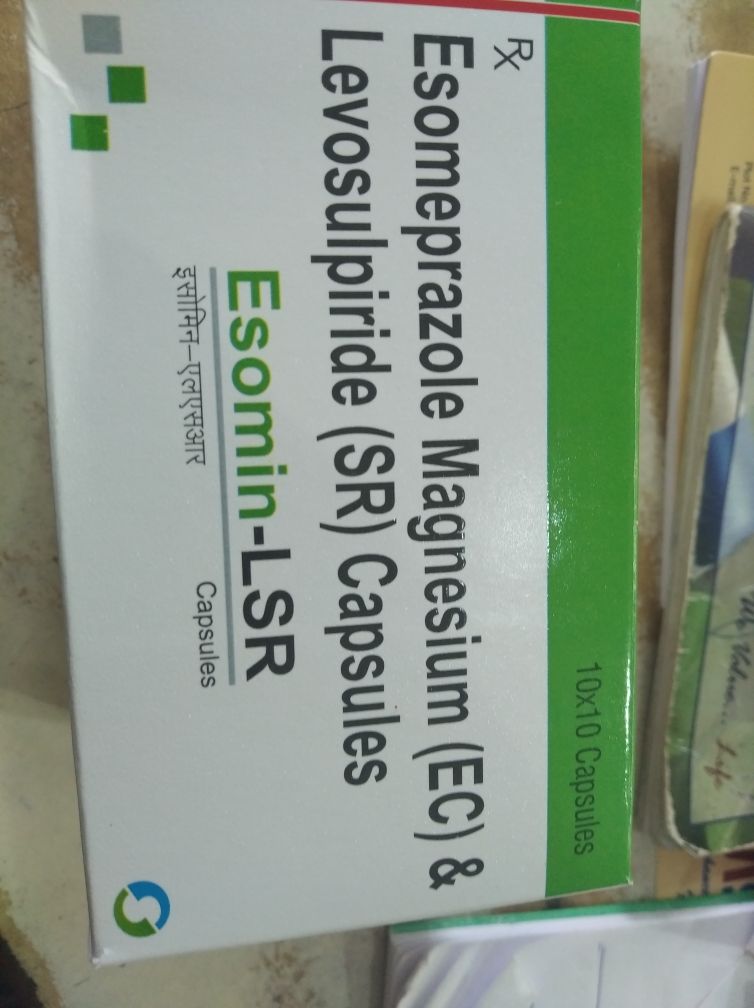 10x10 Capsules
Rx
Esomeprazole Magnesium (EC) &
Levosulpiride (SR) Capsules
Esomin-LSR
Capsules
इसोमिन-एलएसआर